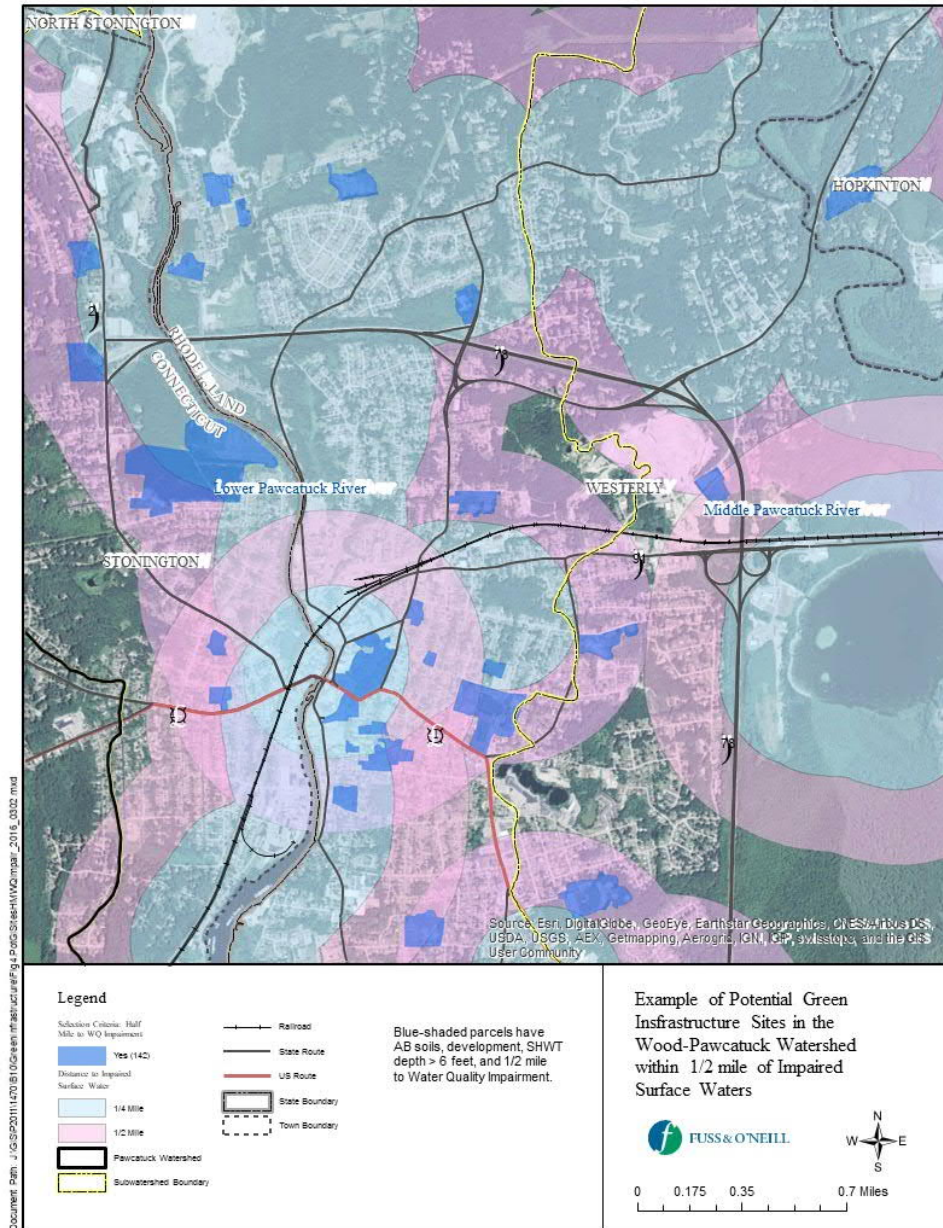 NORTH STONINGTON
HOPKINTON
2
78
RHODE ISLAND
CONNECTICUT
Lower Pawcatuck River
WESTERLY
Middle Pawcatuck River
STONINGTON
91
1
1
78
Source: Esri, DigitalGlobe, GeoEye, Earthstar Geographics, CNES/Airbus DS,
USDA, USGS, AEX, Getmapping, Aerogrid, IGN, IGP, swisstopo, and the GIS
User Community
Legend
Selection Criteria: Half
Mile to WQ Impairment
Yes (142)
Distance to Impaired
Surface Water
1/4 Mile
1/2 Mile
Pawcatuck Watershed
Subwatershed Boundary
Railroad
State Route
US Route
State Boundary
Town Boundary
Blue-shaded parcels have
AB soils, development, SHWT
depth > 6 feet, and 1/2 mile
to Water Quality Impairment.
Example of Potential Green
Insfrastructure Sites in the
Wood-Pawcatuck Watershed
within 1/2 mile of Impaired
Surface Waters
f FUSS & O'NEILL
N
W E
S
0 0.175 0.35 0.7 Miles